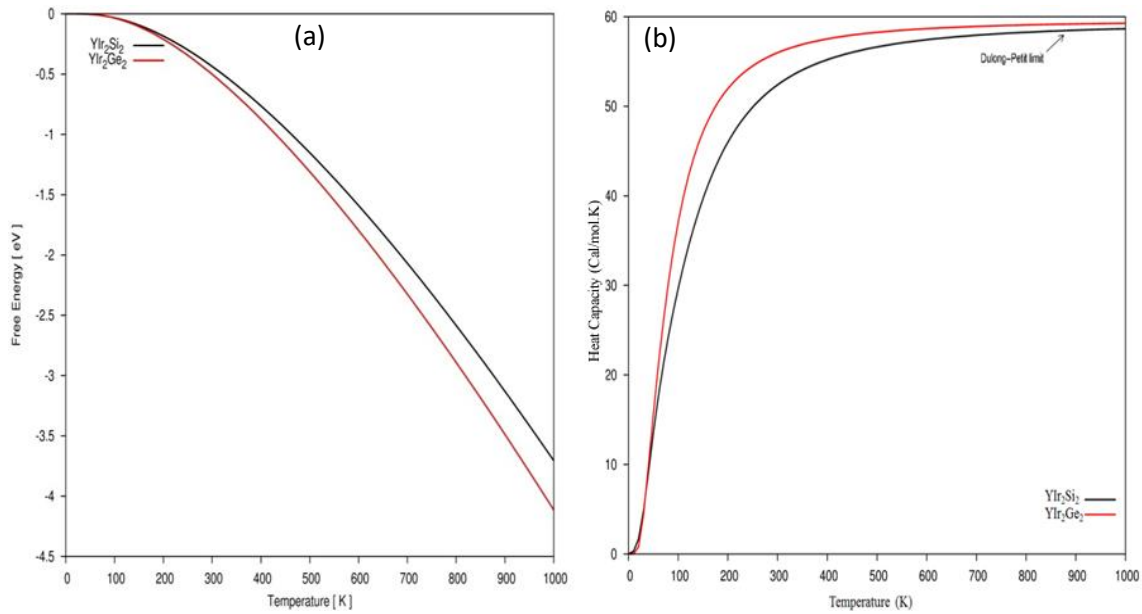 (a)
YIr₂Si₂
YIr₂Ge₂
0
-0.5
-1
-1.5
-2
-2.5
-3
-3.5
-4
-4.5
Free Energy [ eV ]
0 100 200 300 400 500 600 700 800 900 1000
Temperature [ K ]
(b)
Dulong-Petit limit
60
50
40
30
20
10
0
Heat Capacity (Cal/mol.K)
YIr₂Si₂
YIr₂Ge₂
0 100 200 300 400 500 600 700 800 900 1000
Temperature (K)